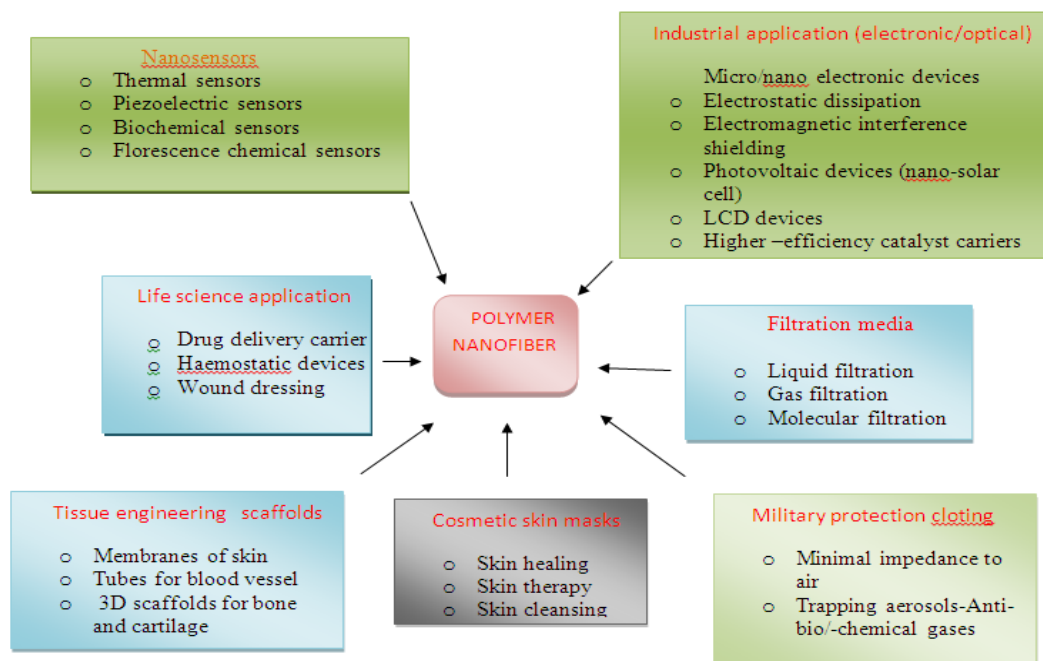 Nanosensors
o Thermal sensors
o Piezoelectric sensors
o Biochemical sensors
o Florescence chemical sensors
Industrial application (electronic/optical)
Micro/nano electronic devices
o Electrostatic dissipation
o Electromagnetic interference
shielding
o Photovoltaic devices (nano-solar
cell)
o LCD devices
o Higher –efficiency catalyst carriers
Life science application
o Drug delivery carrier
o Haemostatic devices
o Wound dressing
POLYMER
NANOFIBER
Filtration media
o Liquid filtration
o Gas filtration
o Molecular filtration
Tissue engineering scaffolds
o Membranes of skin
o Tubes for blood vessel
o 3D scaffolds for bone
and cartilage
Cosmetic skin masks
o Skin healing
o Skin therapy
o Skin cleansing
Military protection cloting
o Minimal impedance to
air
o Trapping aerosols-Anti-
bio/-chemical gases